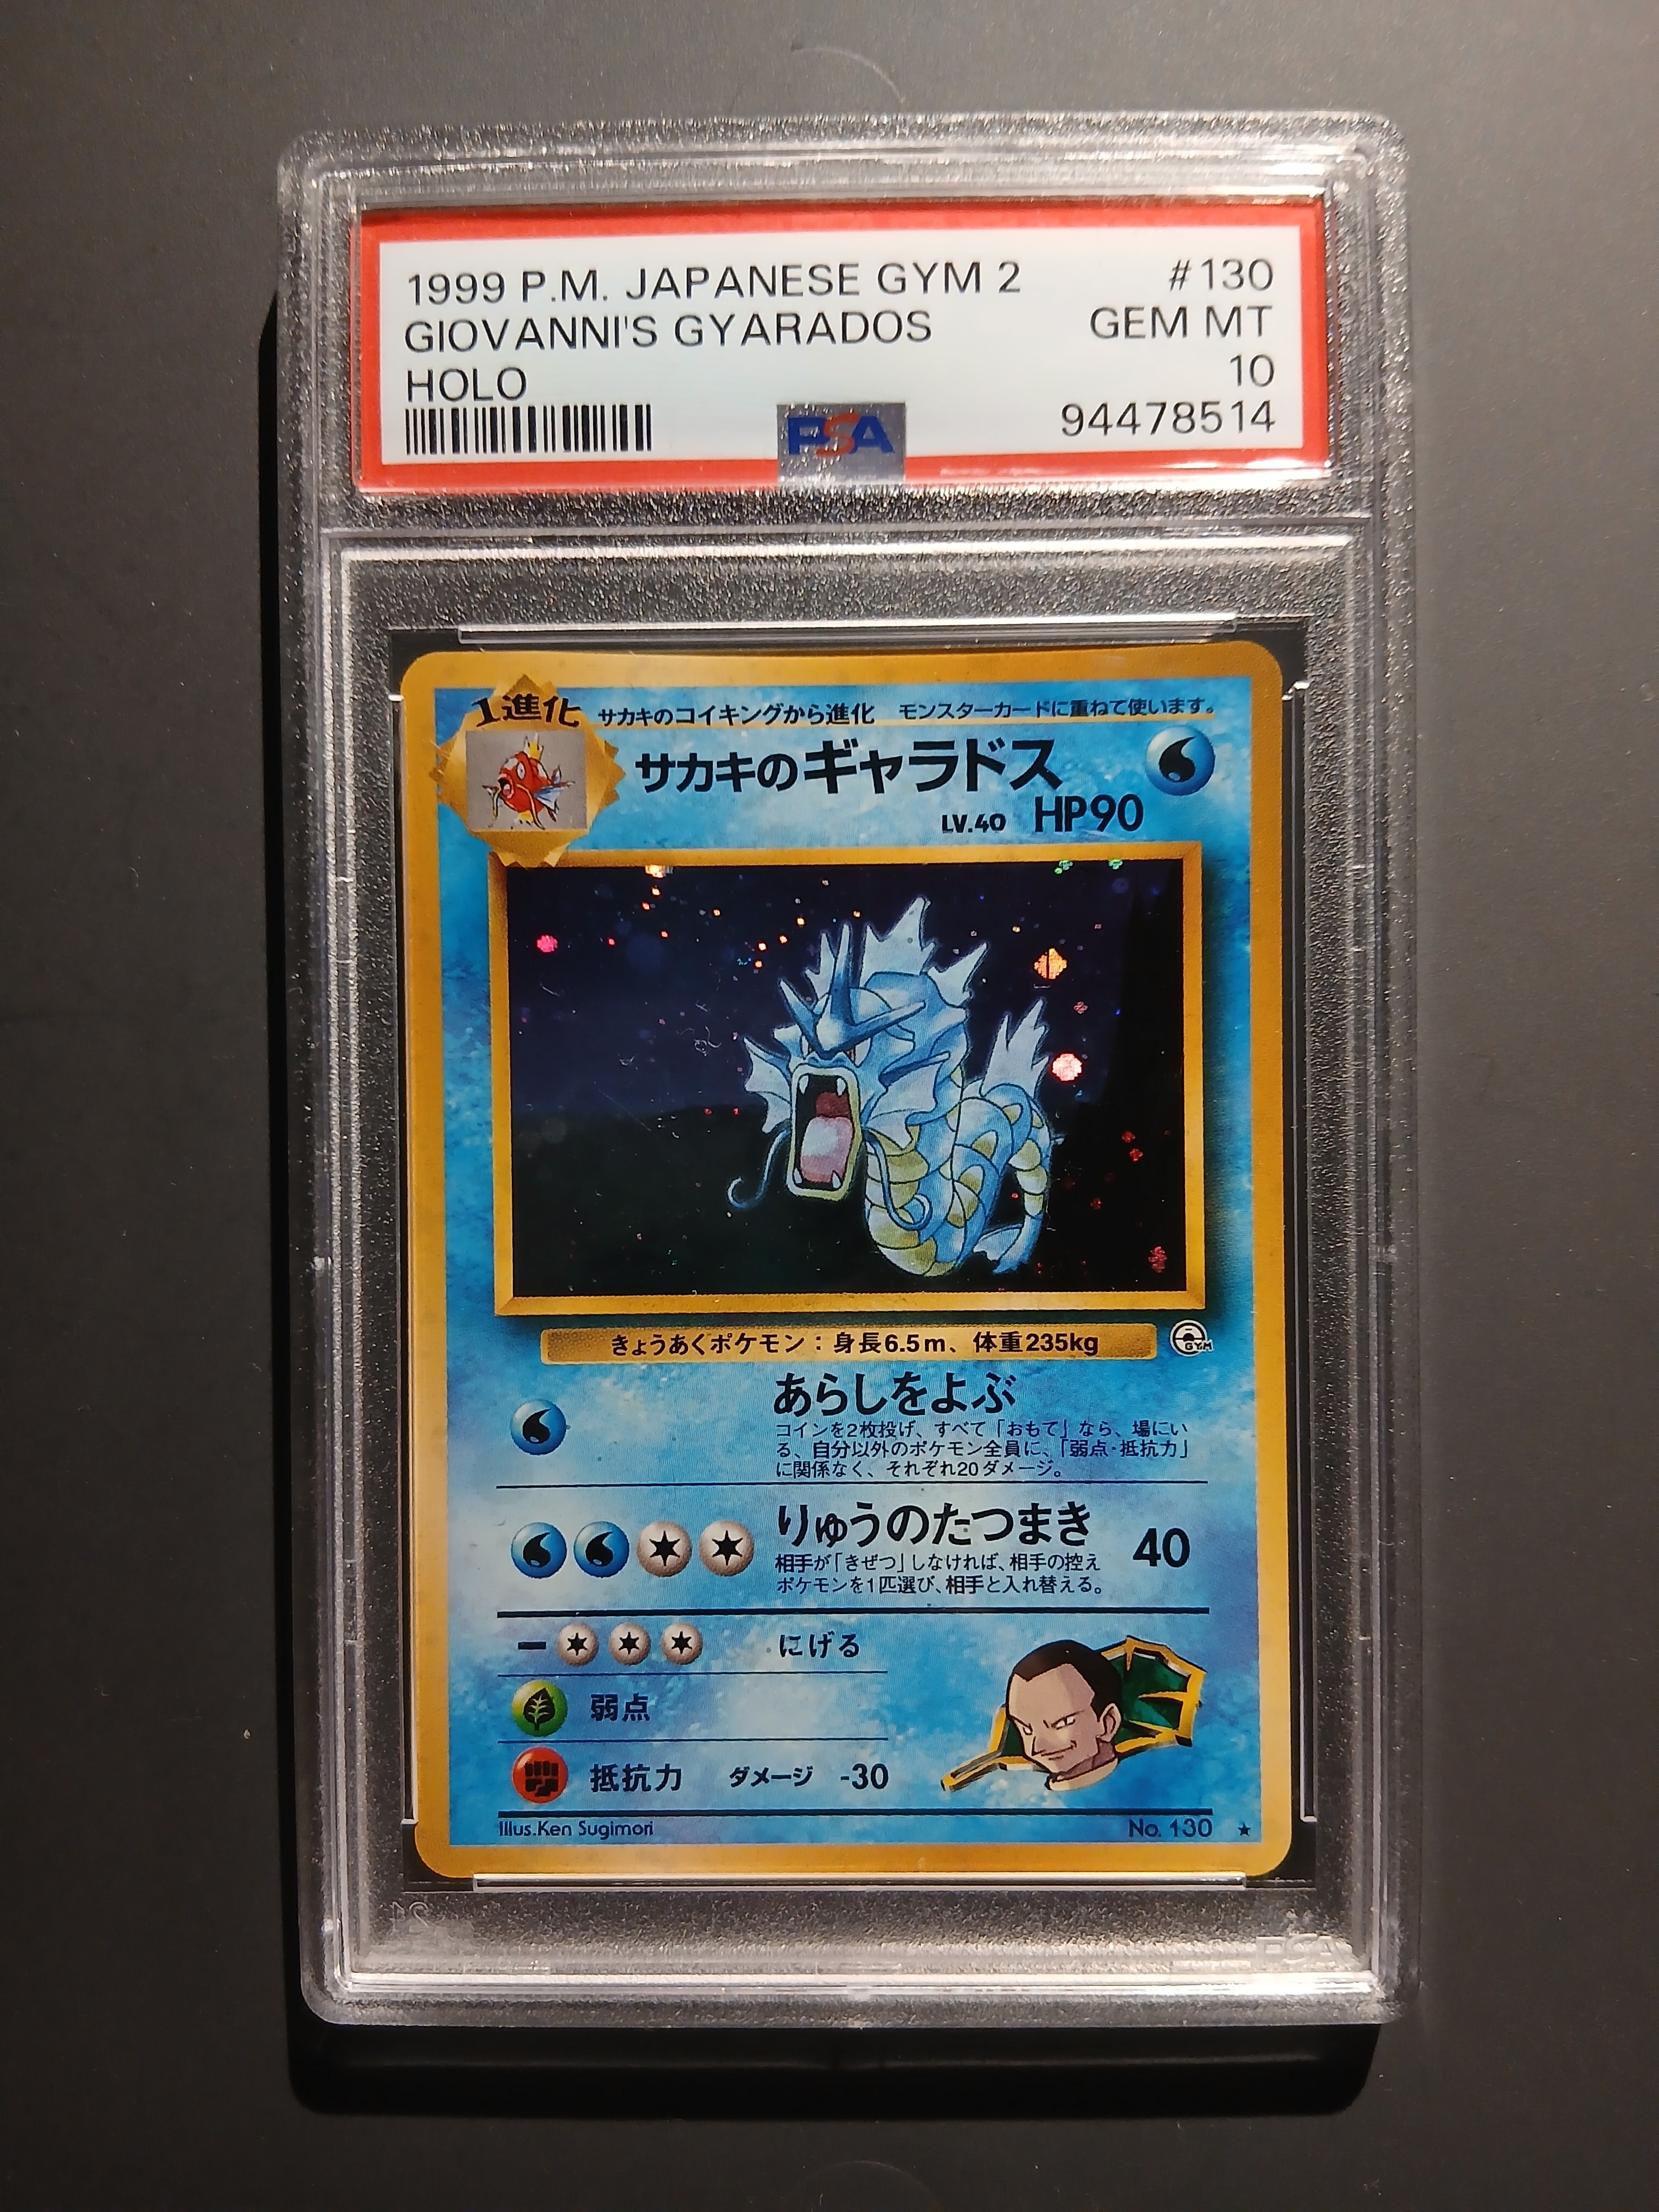 1999 P.M. JAPANESE GYM 2 #130
GIOVANNI'S GYARADOS GEM MT
HOLO 10
PSA 94478514
1進化 サカキのコイキングから進化 モンスターカードに重ねて使います。
サカキのギャラドス
LV.40 HP90
きょうあくポケモン：身長6.5m、体重235kg
GYM
あらしをよぶ
コインを2枚投げ、すべて「おもて」なら、場にい
る、自分以外のポケモン全員に、「弱点・抵抗力」
に関係なく、それぞれ20ダメージ。
りゅうのたつまき 40
相手が「きぜつ」しなければ、相手の控え
ポケモンを1匹選び、相手と入れ替える。
にげる
弱点
抵抗力 ダメージ -30
Illus.Ken Sugimori No. 130 ★
PSA